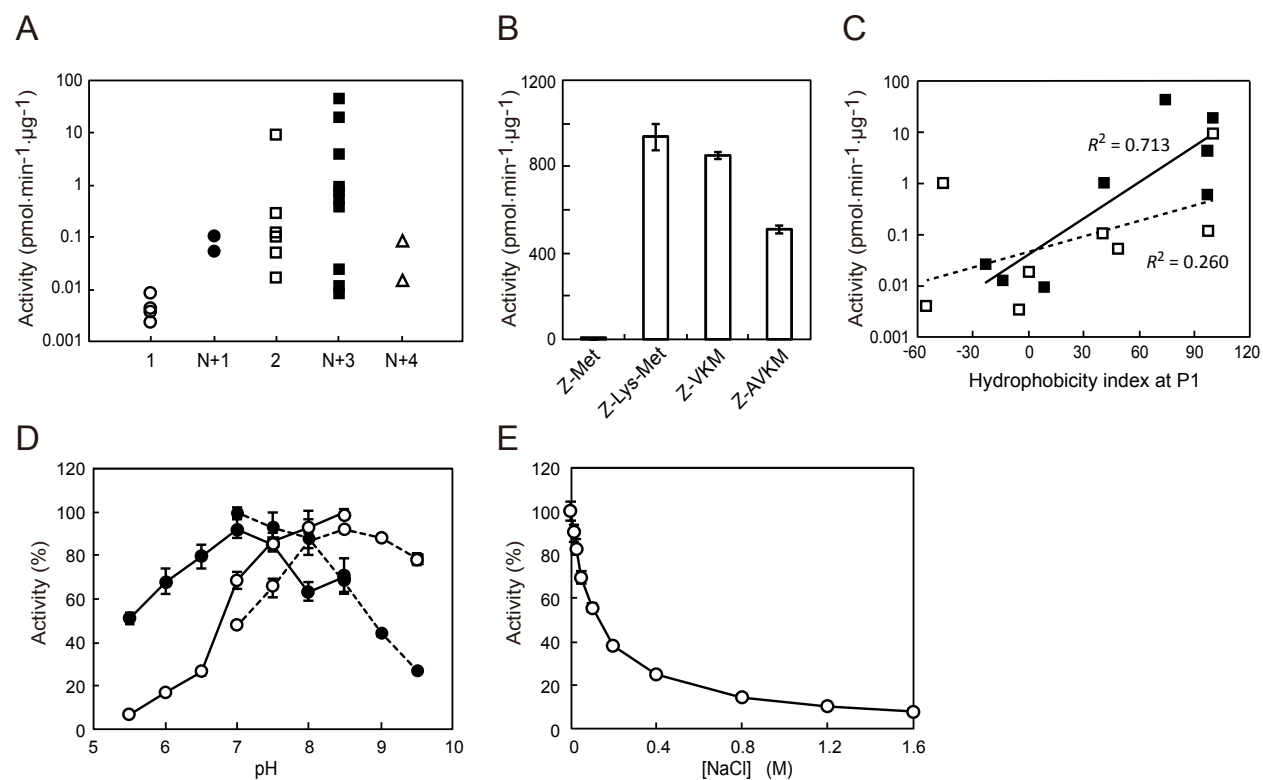 A
Activity (pmol·min⁻¹·µg⁻¹)
100
10
1
0.1
0.01
0.001
1 N+1 2 N+3 N+4
B
Activity (pmol·min⁻¹·µg⁻¹)
1200
800
400
0
Z-Met
Z-Lys-Met
Z-VKM
Z-AVKM
C
Activity (pmol·min⁻¹·µg⁻¹)
100
10
1
0.1
0.01
0.001
R² = 0.713
R² = 0.260
-60 -30 0 30 60 90 120
Hydrophobicity index at P1
D
Activity (%)
120
100
80
60
40
20
0
5 6 7 8 9 10
pH
E
Activity (%)
120
100
80
60
40
20
0
0 0.4 0.8 1.2 1.6
[NaCl] (M)